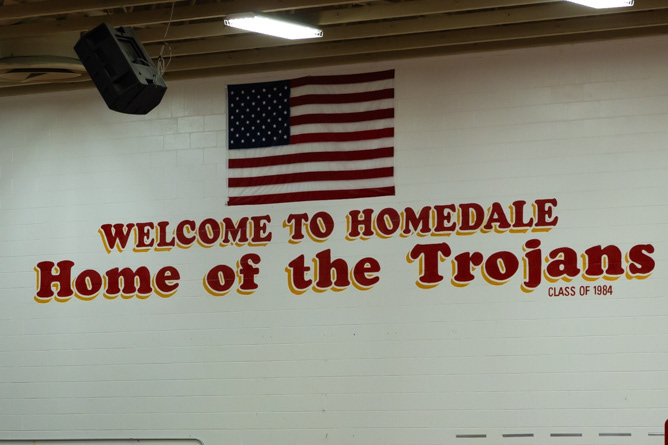 WELCOME TO HOMEDALE
Home of the Trojans
CLASS OF 1984